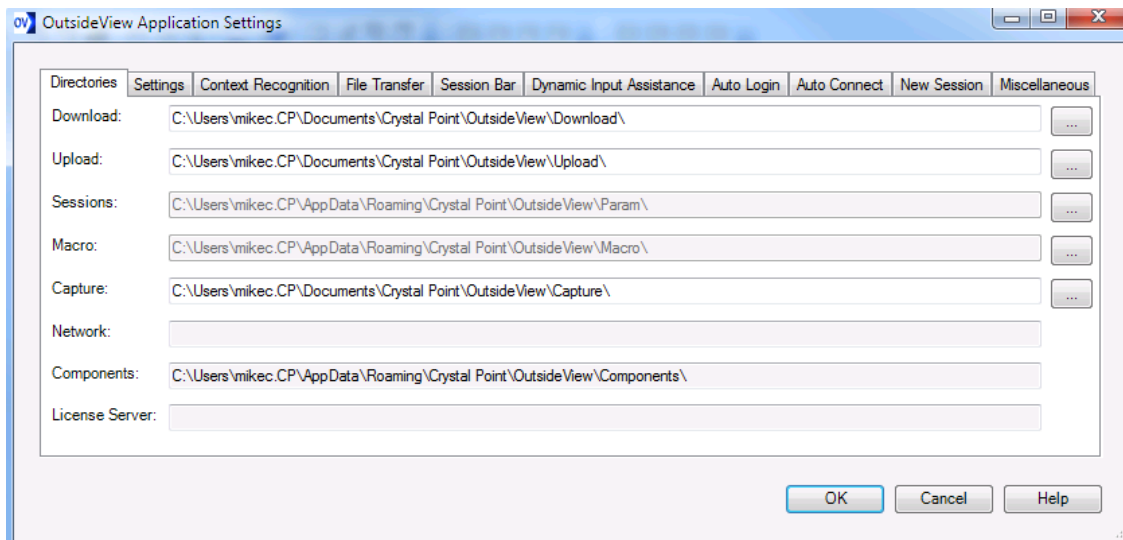 OV OutsideView Application Settings
Directories Settings Context Recognition File Transfer Session Bar Dynamic Input Assistance Auto Login Auto Connect New Session Miscellaneous
Download: C:\Users\mikec.CP\Documents\Crystal Point\OutsideView\Download\ ...
Upload: C:\Users\mikec.CP\Documents\Crystal Point\OutsideView\Upload\ ...
Sessions: C:\Users\mikec.CP\AppData\Roaming\Crystal Point\OutsideView\Param\ ...
Macro: C:\Users\mikec.CP\AppData\Roaming\Crystal Point\OutsideView\Macro\ ...
Capture: C:\Users\mikec.CP\Documents\Crystal Point\OutsideView\Capture\ ...
Network:
Components: C:\Users\mikec.CP\AppData\Roaming\Crystal Point\OutsideView\Components\
License Server:
OK Cancel Help